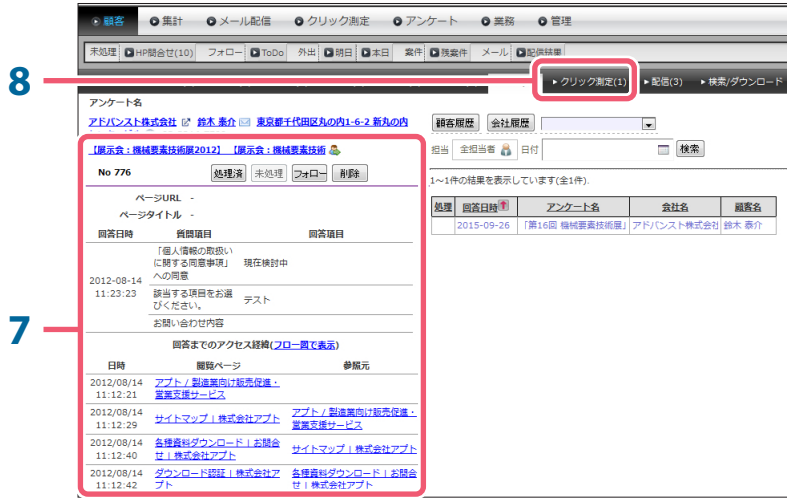 顧客 集計 メール配信 クリック測定 アンケート 業務 管理
未処理 HP問合せ(10) フォロー ToDo 外出 明日 本日 案件 残案件 メール 配信結果
8
クリック測定(1) 配信(3) 検索/ダウンロード
アンケート名
アドバンスト株式会社 鈴木 泰介 東京都千代田区丸の内1-6-2 新丸の内
顧客履歴 会社履歴
担当 全担当者 日付 検索
1～1件の結果を表示しています(全1件).
処理 回答日時 アンケート名 会社名 顧客名
2015-09-26 「第16回 機械要素技術展」 アドバンスト株式会社 鈴木 泰介
7
【展示会：機械要素技術展2012】 【展示会：機械要素技術
No 776 処理済 未処理 フォロー 削除
ページURL -
ページタイトル -
回答日時 質問項目 回答項目
2012-08-14
11:23:23
「個人情報の取扱い
に関する同意事項」
への同意
現在検討中
該当する項目をお選
びください。
テスト
お問い合わせ内容
回答までのアクセス経緯(フロー図で表示)
日時 閲覧ページ 参照元
2012/08/14
11:12:21
アプト / 製造業向け販売促進・
営業支援サービス
2012/08/14
11:12:29
サイトマップ | 株式会社アプト
アプト / 製造業向け販売促進・
営業支援サービス
2012/08/14
11:12:40
各種資料ダウンロード | お問合
せ | 株式会社アプト
サイトマップ | 株式会社アプト
2012/08/14
11:12:42
ダウンロード認証 | 株式会社ア
プト
各種資料ダウンロード | お問合
せ | 株式会社アプト